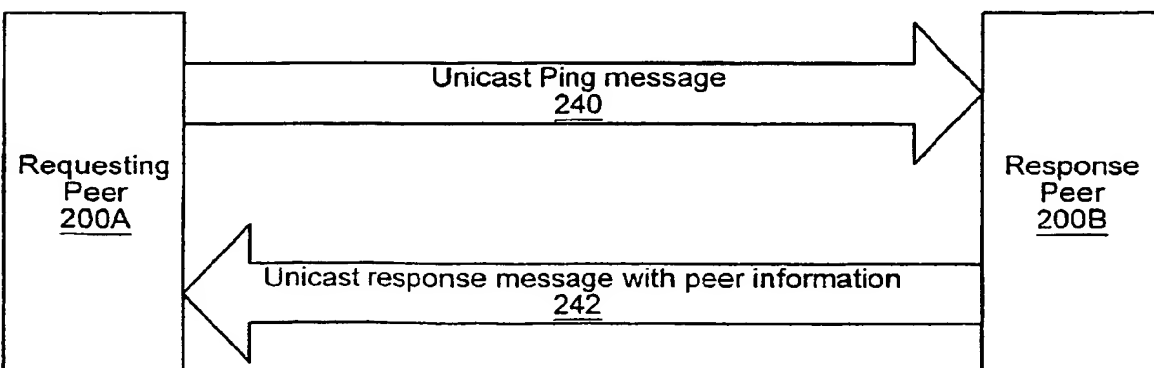 Unicast Ping message
240
Requesting
Peer
200A
Response
Peer
200B
Unicast response message with peer information
242